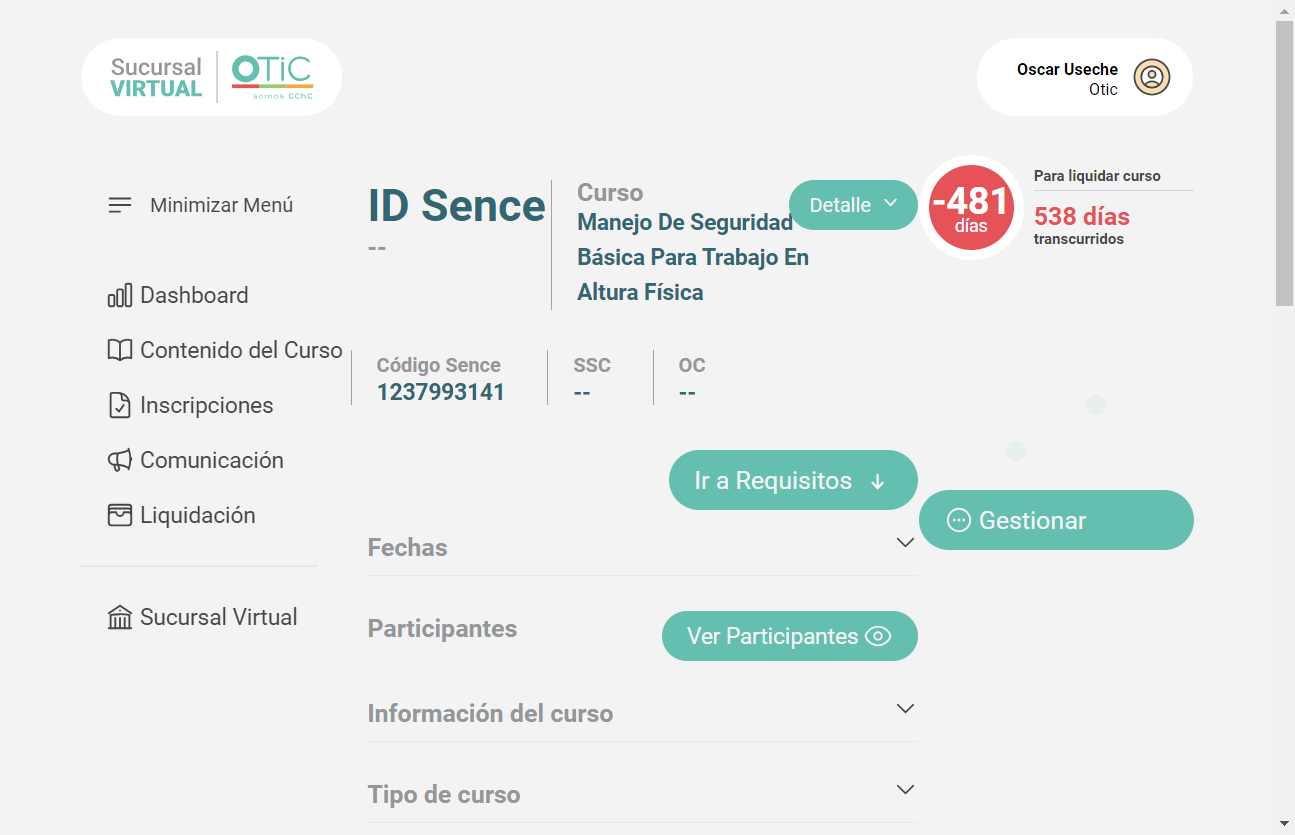 Sucursal
VIRTUAL
OTIC
somos CChC
Oscar Useche
Otic
Minimizar Menú
Dashboard
Contenido del Curso
Inscripciones
Comunicación
Liquidación
Sucursal Virtual
ID Sence
--
Curso
Manejo De Seguridad
Básica Para Trabajo En
Altura Física
Detalle
-481
días
Para liquidar curso
538 días
transcurridos
Código Sence
1237993141
SSC
--
OC
--
Ir a Requisitos
Gestionar
Fechas
Participantes
Ver Participantes
Información del curso
Tipo de curso